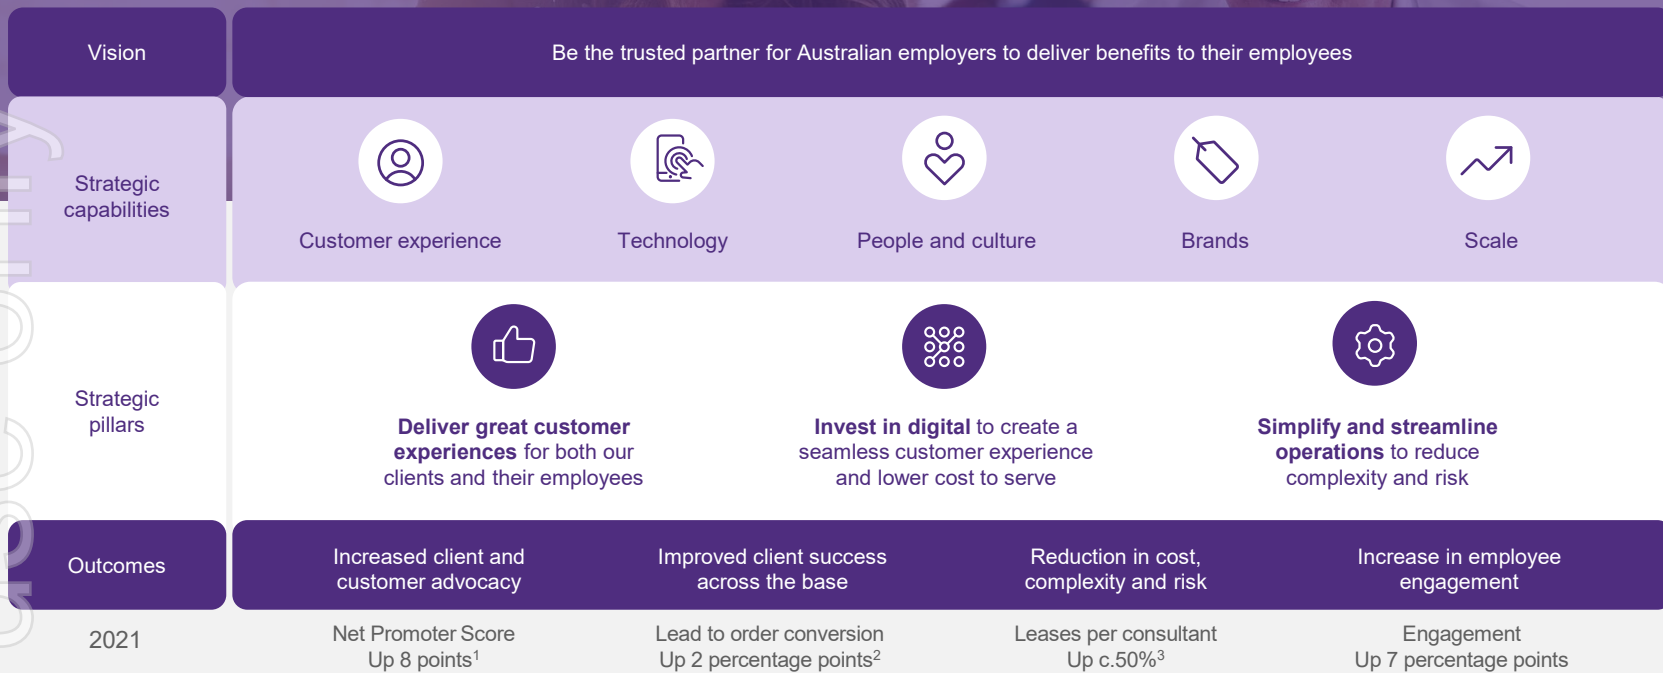 Vision
Be the trusted partner for Australian employers to deliver benefits to their employees
Strategic
capabilities
Customer experience
Technology
People and culture
Brands
Scale
Strategic
pillars
Deliver great customer
experiences for both our
clients and their employees
Invest in digital to create a
seamless customer experience
and lower cost to serve
Simplify and streamline
operations to reduce
complexity and risk
Outcomes
Increased client and
customer advocacy
Improved client success
across the base
Reduction in cost,
complexity and risk
Increase in employee
engagement
2021
Net Promoter Score
Up 8 points¹
Lead to order conversion
Up 2 percentage points²
Leases per consultant
Up c.50%³
Engagement
Up 7 percentage points
use only